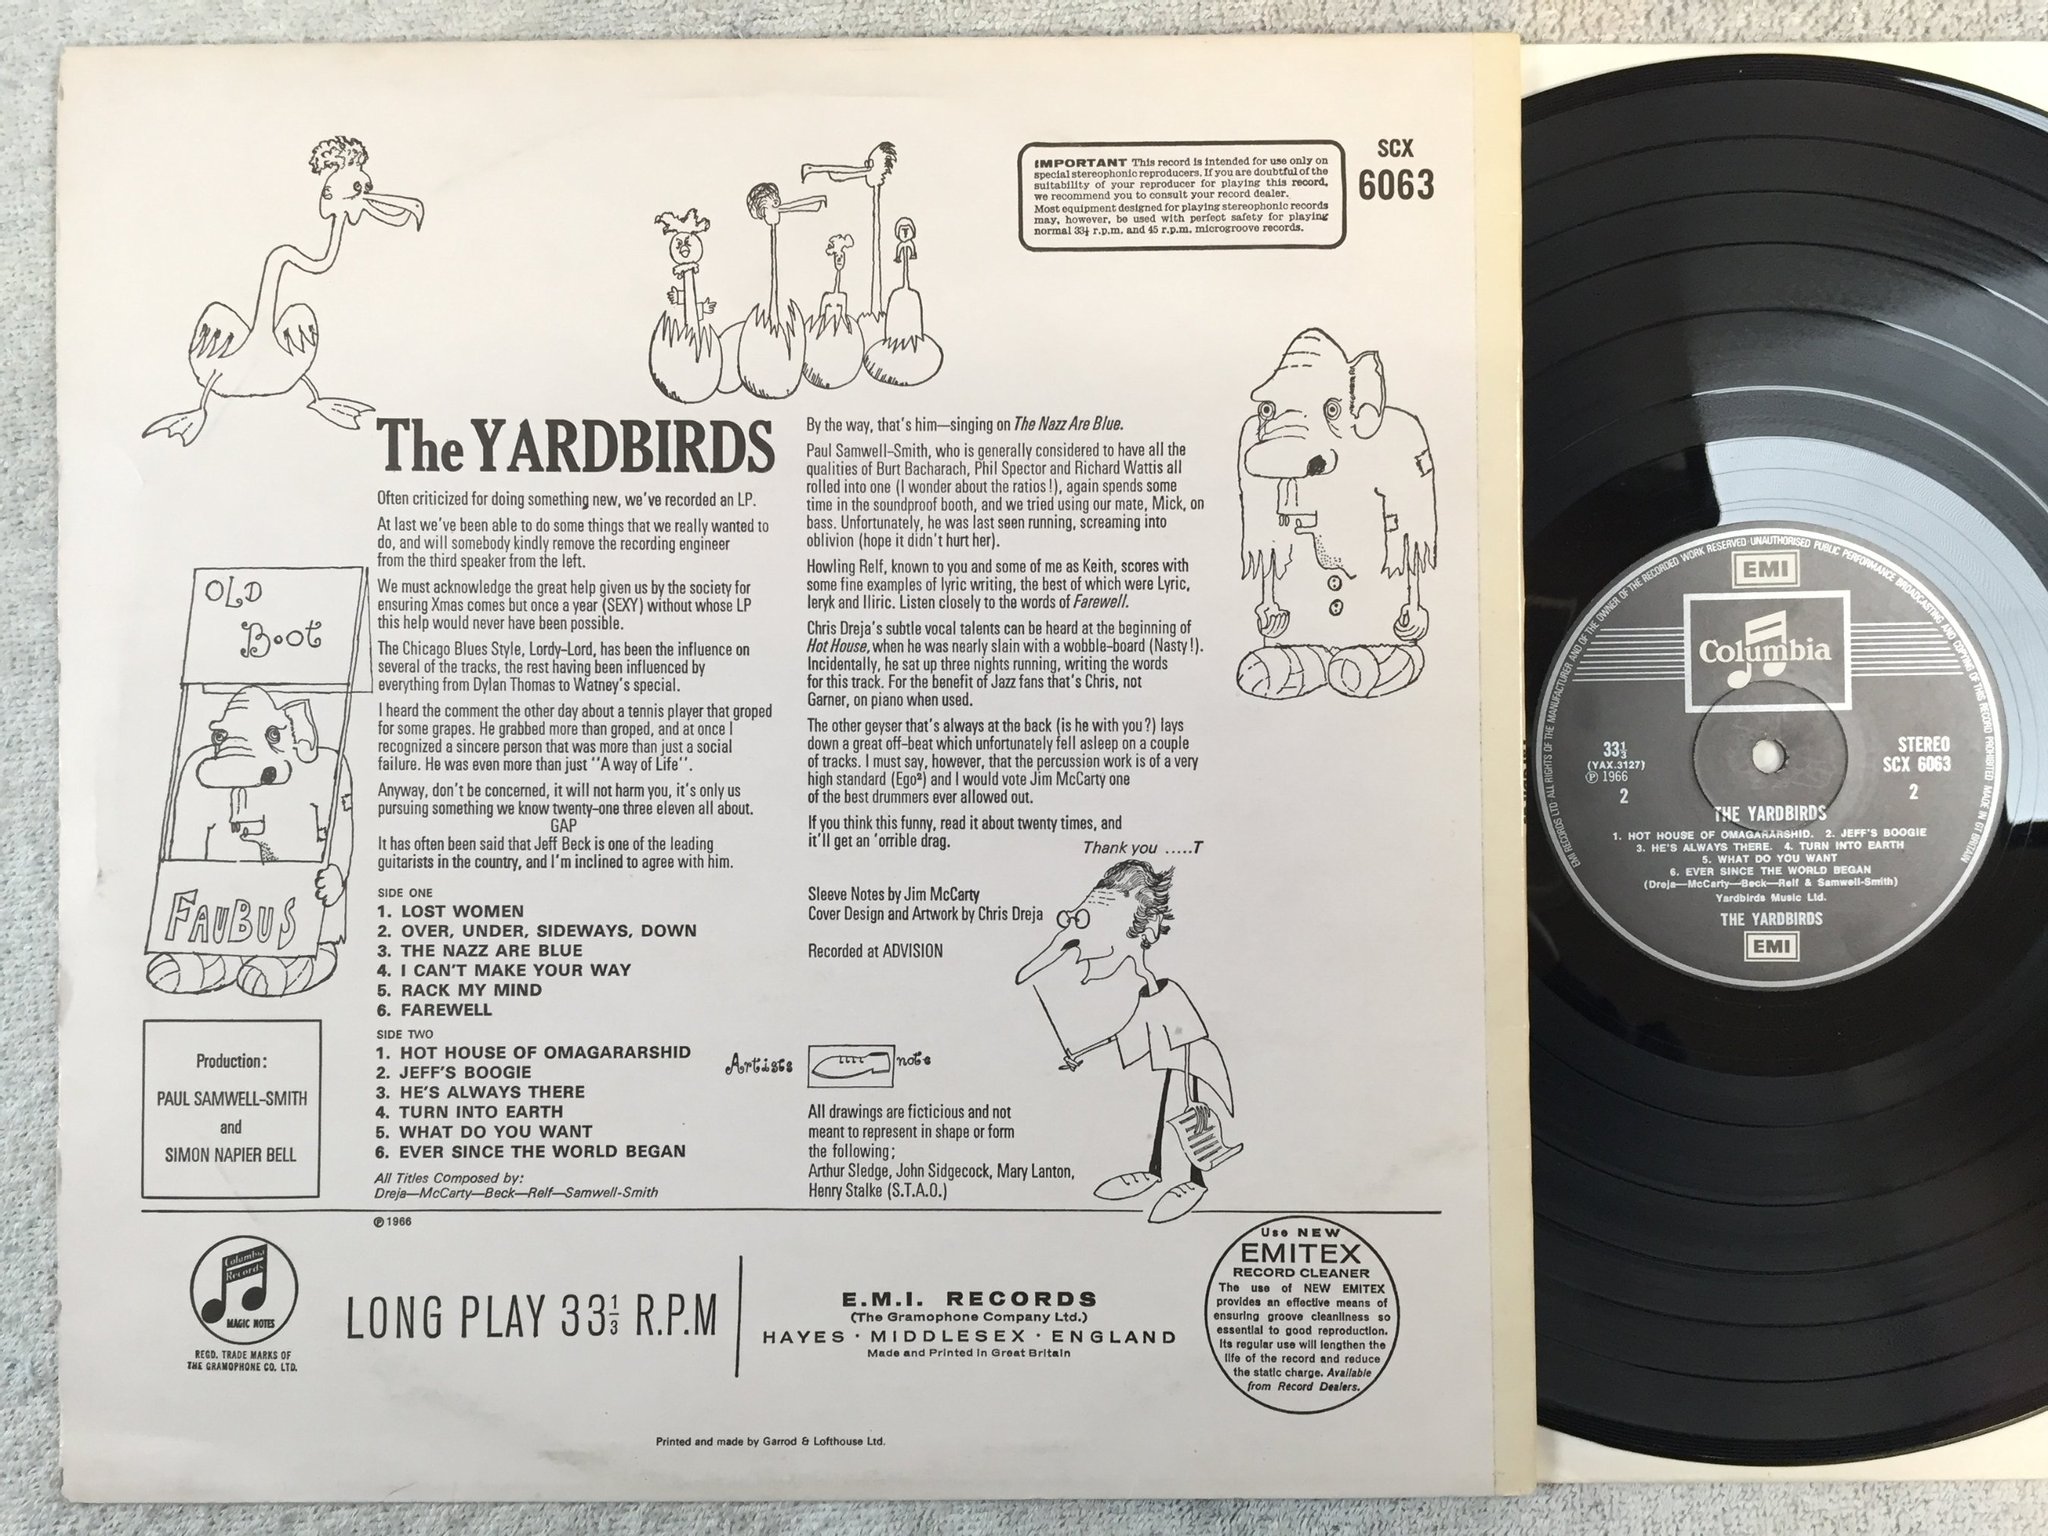 IMPORTANT This record is intended for use only on
special stereophonic reproducers. If you are doubtful of the
suitability of your reproducer for playing this record,
we recommend you to consult your record dealer.
Most equipment designed for playing stereophonic records
may, however, be used with perfect safety for playing
normal 33⅓ r.p.m. and 45 r.p.m. microgroove records.
SCX
6063
The YARDBIRDS
Often criticized for doing something new, we've recorded an LP.
At last we've been able to do some things that we really wanted to
do, and will somebody kindly remove the recording engineer
from the third speaker from the left.
We must acknowledge the great help given us by the society for
ensuring Xmas comes but once a year (SEXY) without whose LP
this help would never have been possible.
The Chicago Blues Style, Lordy-Lord, has been the influence on
several of the tracks, the rest having been influenced by
everything from Dylan Thomas to Watney's special.
I heard the comment the other day about a tennis player that groped
for some grapes. He grabbed more than groped, and at once I
recognized a sincere person that was more than just a social
failure. He was even more than just "A way of Life".
Anyway, don't be concerned, it will not harm you, it's only us
pursuing something we know twenty-one three eleven all about.
GAP
It has often been said that Jeff Beck is one of the leading
guitarists in the country, and I'm inclined to agree with him.
By the way, that's him—singing on The Nazz Are Blue.
Paul Samwell-Smith, who is generally considered to have all the
qualities of Burt Bacharach, Phil Spector and Richard Wattis all
rolled into one (I wonder about the ratios!), again spends some
time in the soundproof booth, and we tried using our mate, Mick, on
bass. Unfortunately, he was last seen running, screaming into
oblivion (hope it didn't hurt her).
Howling Relf, known to you and some of me as Keith, scores with
some fine examples of lyric writing, the best of which were Lyric,
Ieryk and Iliric. Listen closely to the words of Farewell.
Chris Dreja's subtle vocal talents can be heard at the beginning of
Hot House, when he was nearly slain with a wobble-board (Nasty!).
Incidentally, he sat up three nights running, writing the words
for this track. For the benefit of Jazz fans that's Chris, not
Garner, on piano when used.
The other geyser that's always at the back (is he with you?) lays
down a great off-beat which unfortunately fell asleep on a couple
of tracks. I must say, however, that the percussion work is of a very
high standard (Ego²) and I would vote Jim McCarty one
of the best drummers ever allowed out.
If you think this funny, read it about twenty times, and
it'll get an 'orrible drag.
Thank you .....T
Sleeve Notes by Jim McCarty
Cover Design and Artwork by Chris Dreja
Recorded at ADVISION
OLD
BOOT
FAUBUS
SIDE ONE
1. LOST WOMEN
2. OVER, UNDER, SIDEWAYS, DOWN
3. THE NAZZ ARE BLUE
4. I CAN'T MAKE YOUR WAY
5. RACK MY MIND
6. FAREWELL
SIDE TWO
1. HOT HOUSE OF OMAGARARSHID
2. JEFF'S BOOGIE
3. HE'S ALWAYS THERE
4. TURN INTO EARTH
5. WHAT DO YOU WANT
6. EVER SINCE THE WORLD BEGAN
All Titles Composed by:
Dreja—McCarty—Beck—Relf—Samwell-Smith
Production:
PAUL SAMWELL-SMITH
and
SIMON NAPIER BELL
Artists note
All drawings are ficticious and not
meant to represent in shape or form
the following;
Arthur Sledge, John Sidgecock, Mary Lanton,
Henry Stalke (S.T.A.O.)
℗ 1966
Columbia
Records
MAGIC NOTES
REGD. TRADE MARKS OF
THE GRAMOPHONE CO. LTD.
LONG PLAY 33⅓ R.P.M
E.M.I. RECORDS
(The Gramophone Company Ltd.)
HAYES · MIDDLESEX · ENGLAND
Made and Printed in Great Britain
Use NEW
EMITEX
RECORD CLEANER
The use of NEW EMITEX
provides an effective means of
ensuring groove cleanliness so
essential to good reproduction.
Its regular use will lengthen the
life of the record and reduce
the static charge. Available
from Record Dealers.
Printed and made by Garrod & Lofthouse Ltd.
EMI RECORDS LTD · ALL RIGHTS OF THE MANUFACTURER AND OF THE OWNER OF THE RECORDED WORK RESERVED · UNAUTHORISED PUBLIC PERFORMANCE BROADCASTING AND COPYING OF THIS RECORD PROHIBITED · MADE IN GT BRITAIN
EMI
Columbia
33⅓
(YAX.3127)
℗ 1966
2
STEREO
SCX 6063
2
THE YARDBIRDS
1. HOT HOUSE OF OMAGARARSHID. 2. JEFF'S BOOGIE
3. HE'S ALWAYS THERE. 4. TURN INTO EARTH
5. WHAT DO YOU WANT
6. EVER SINCE THE WORLD BEGAN
(Dreja—McCarty—Beck—Relf & Samwell-Smith)
Yardbirds Music Ltd.
THE YARDBIRDS
EMI